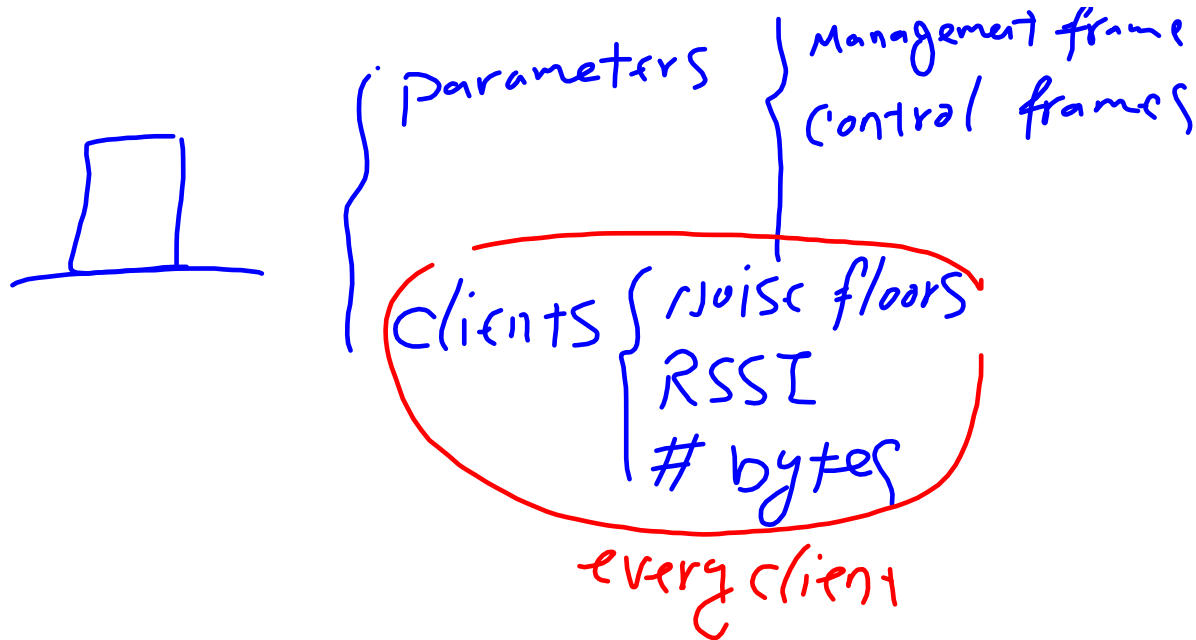 Management frame
parameters
control frames
clients
Noise floors
RSSI
# bytes
every client